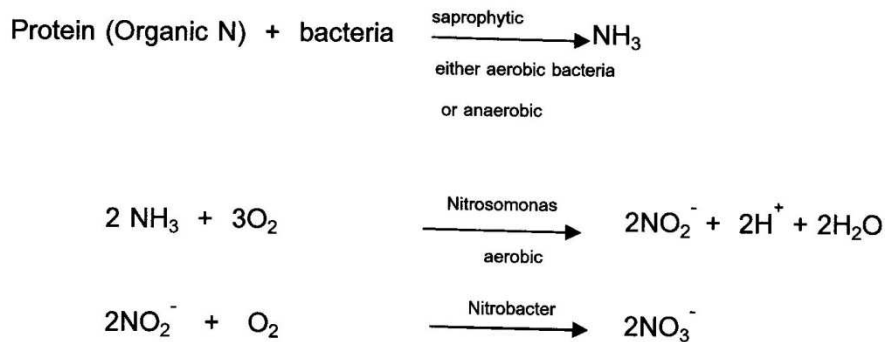 saprophytic
Protein (Organic N) + bacteria NH₃
either aerobic bacteria
or anaerobic
Nitrosomonas
2 NH₃ + 3O₂ 2NO₂⁻ + 2H⁺ + 2H₂O
aerobic
Nitrobacter
2NO₂⁻ + O₂ 2NO₃⁻